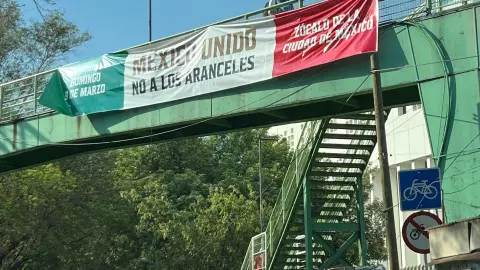 DOMINGO
9 DE MARZO
MÉXICO UNIDO
NO A LOS ARANCELES
ZÓCALO DE LA
CIUDAD DE MÉXICO